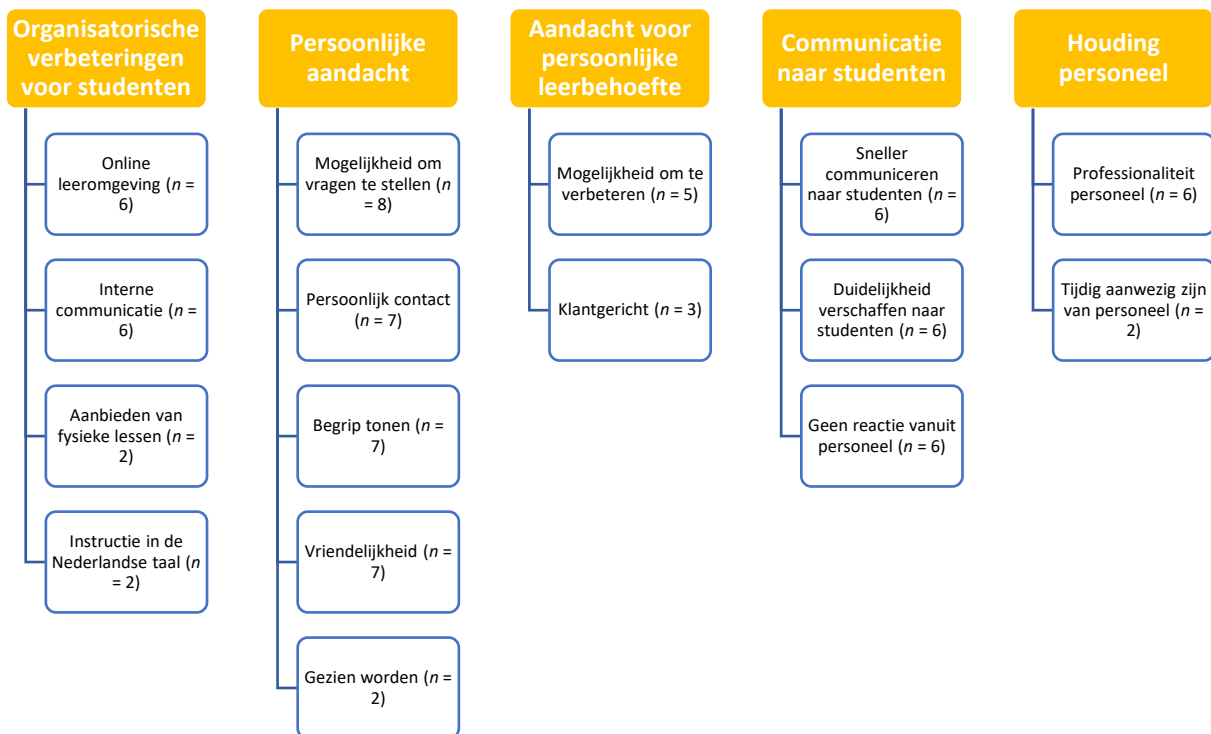 Organisatorische
verbeteringen
voor studenten
Online
leeromgeving (n =
6)
Interne
communicatie (n =
6)
Aanbieden van
fysieke lessen (n =
2)
Instructie in de
Nederlandse taal (n
= 2)
Persoonlijke
aandacht
Mogelijkheid om
vragen te stellen (n
= 8)
Persoonlijk contact
(n = 7)
Begrip tonen (n =
7)
Vriendelijkheid (n =
7)
Gezien worden (n =
2)
Aandacht voor
persoonlijke
leerbehoefte
Mogelijkheid om te
verbeteren (n = 5)
Klantgericht (n = 3)
Communicatie
naar studenten
Sneller
communiceren
naar studenten (n =
6)
Duidelijkheid
verschaffen naar
studenten (n = 6)
Geen reactie vanuit
personeel (n = 6)
Houding
personeel
Professionaliteit
personeel (n = 6)
Tijdig aanwezig zijn
van personeel (n =
2)